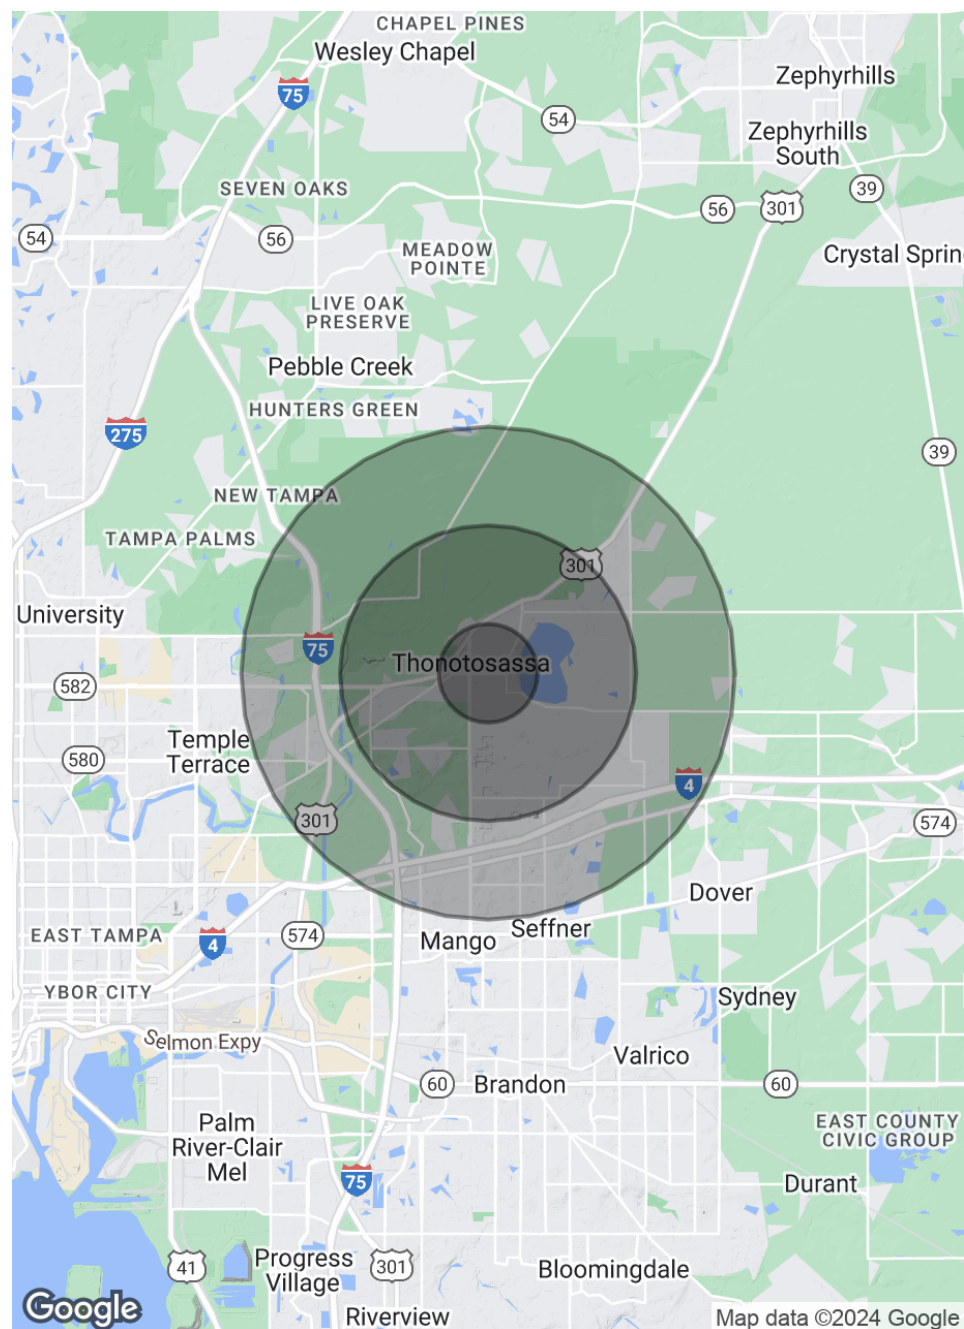 CHAPEL PINES
Wesley Chapel
Zephyrhills
75
54
Zephyrhills
South
SEVEN OAKS
39
56
301
54
56
MEADOW
POINTE
Crystal Sprin
LIVE OAK
PRESERVE
Pebble Creek
HUNTERS GREEN
275
39
NEW TAMPA
TAMPA PALMS
301
University
75
Thonotosassa
582
Temple
Terrace
580
4
301
574
Dover
Seffner
EAST TAMPA
574
Mango
4
YBOR CITY
Sydney
Selmon Expy
Valrico
60
Brandon
60
Palm
River-Clair
Mel
EAST COUNTY
CIVIC GROUP
75
Durant
41
Progress
Village
301
Bloomingdale
Google
Riverview
Map data ©2024 Google